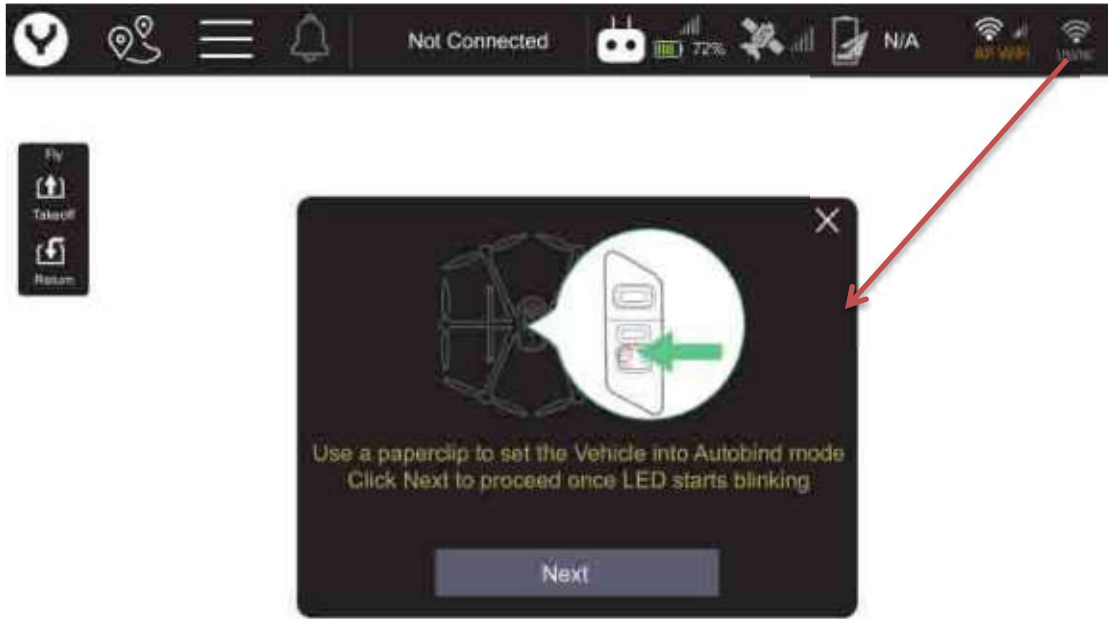 Not Connected
72%
N/A
Fly
Takeoff
Return
Use a paperclip to set the Vehicle into Autobind mode
Click Next to proceed once LED starts blinking
Next